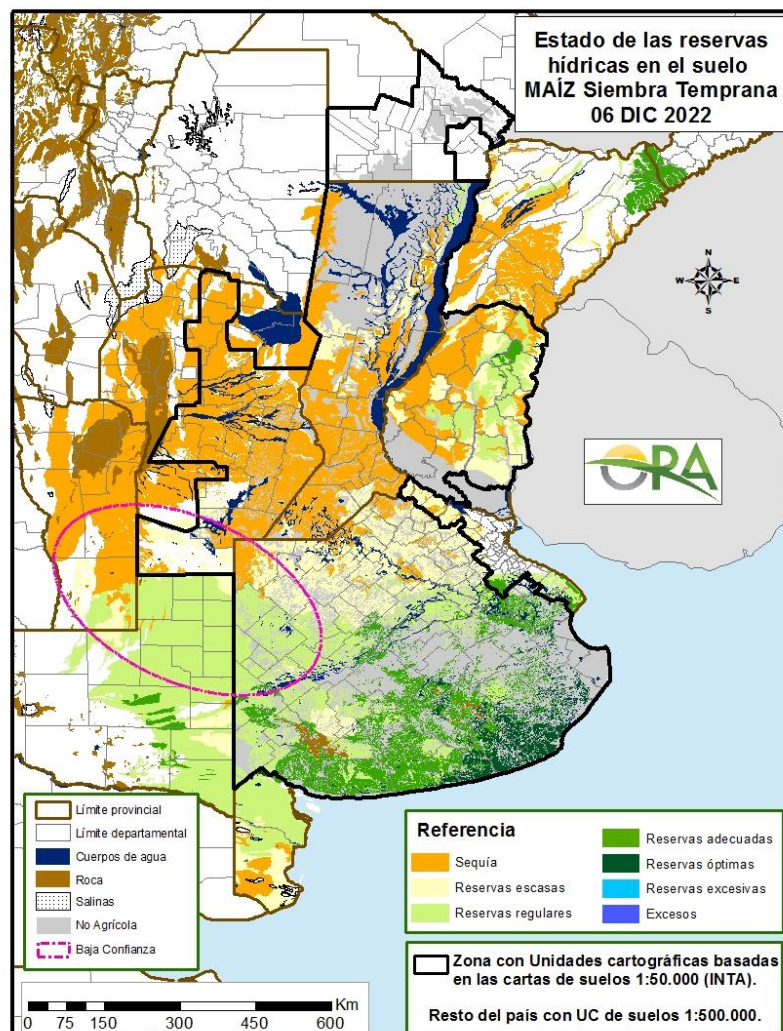 Estado de las reservas
hídricas en el suelo
MAÍZ Siembra Temprana
06 DIC 2022
N
W
E
S
ORA
Límite provincial
Límite departamental
Cuerpos de agua
Roca
Salinas
No Agrícola
Baja Confianza
Referencia
Sequía
Reservas escasas
Reservas regulares
Reservas adecuadas
Reservas óptimas
Reservas excesivas
Excesos
Zona con Unidades cartográficas basadas
en las cartas de suelos 1:50.000 (INTA).
Resto del país con UC de suelos 1:500.000.
Km
0 75 150 300 450 600